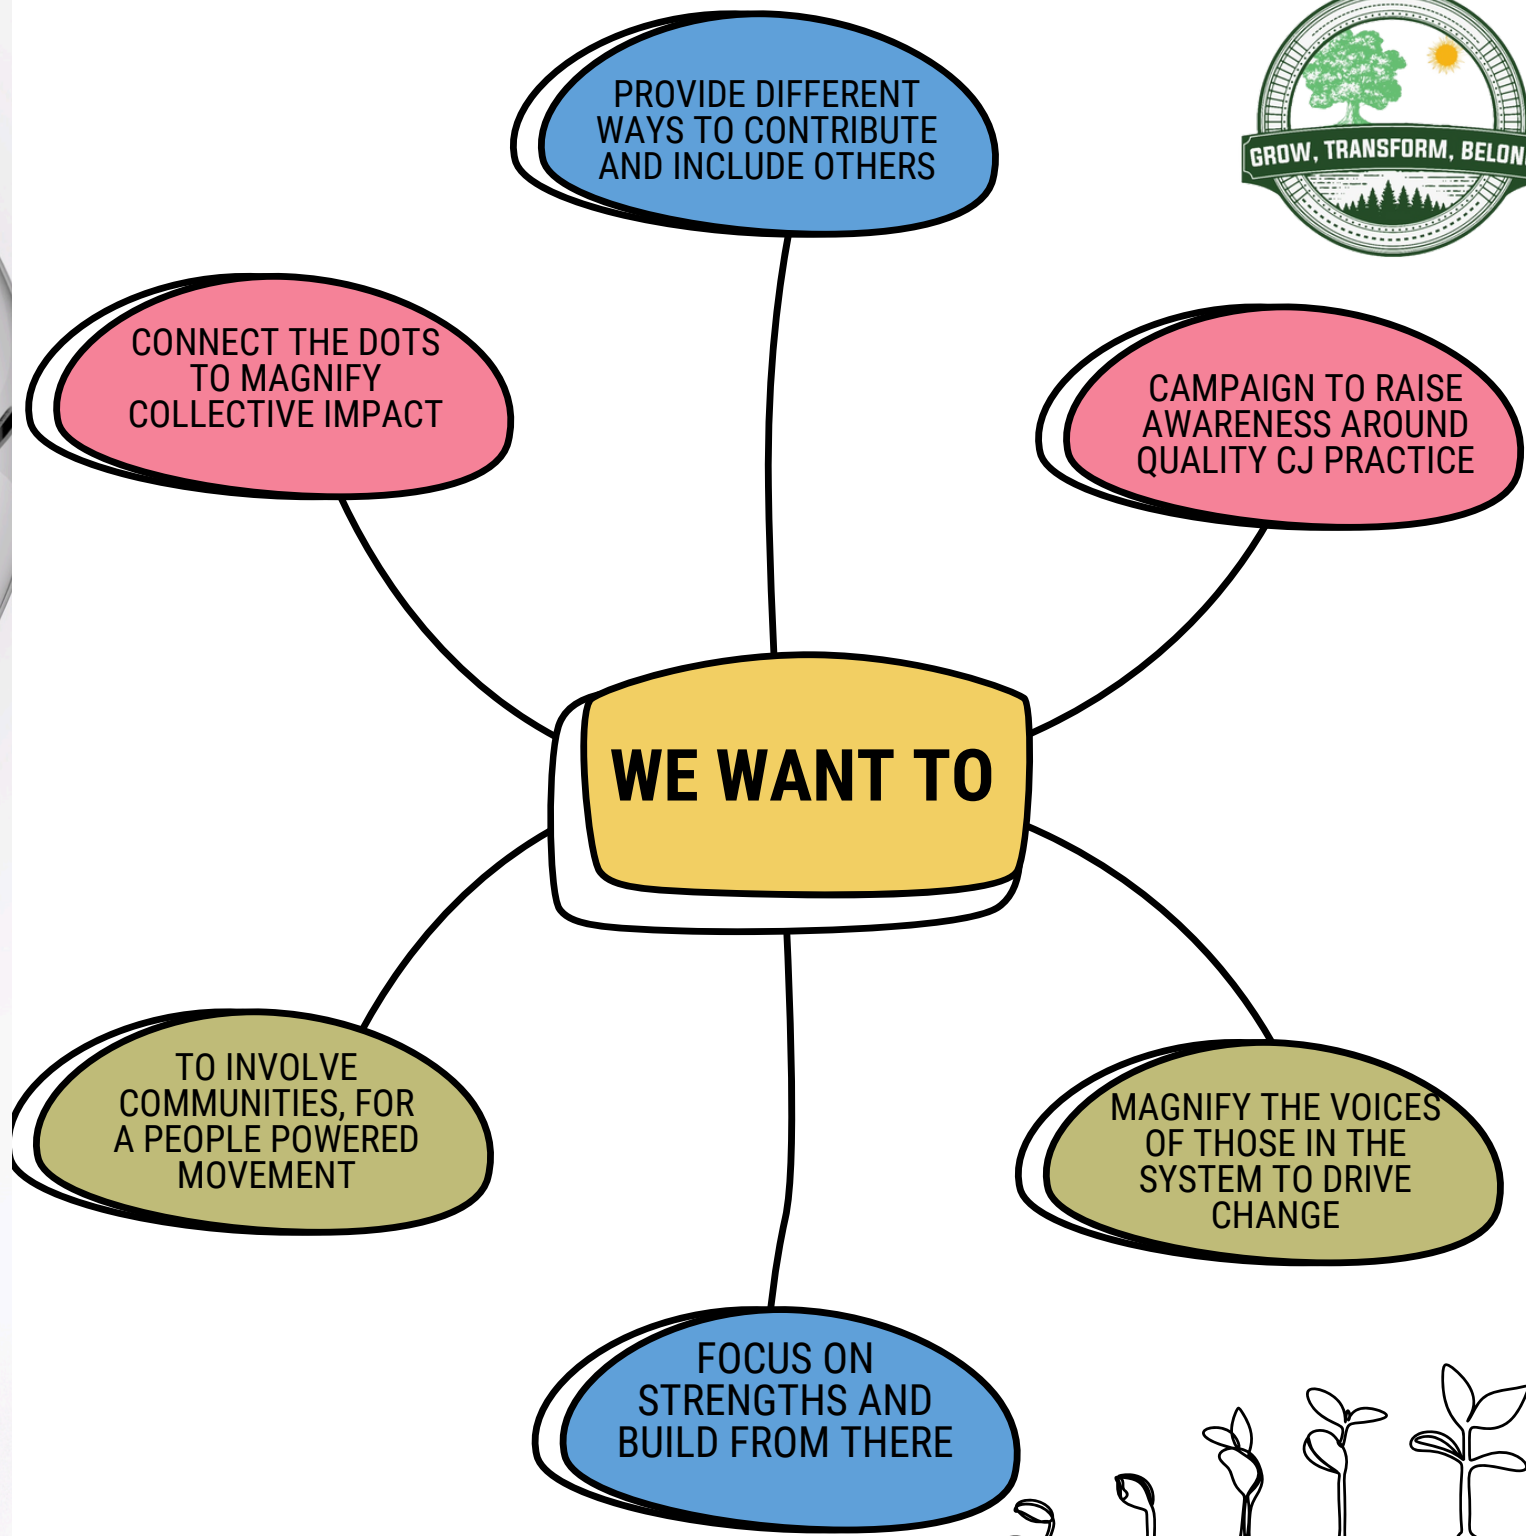 PROVIDE DIFFERENT
WAYS TO CONTRIBUTE
AND INCLUDE OTHERS
GROW, TRANSFORM,
CONNECT THE DOTS
TO MAGNIFY
COLLECTIVE IMPACT
CAMPAIGN TO RAISE
AWARENESS AROUND
QUALITY CJ PRACTICE
WE WANT TO
TO INVOLVE
COMMUNITIES, FOR
A PEOPLE POWERED
MOVEMENT
MAGNIFY THE VOICES
OF THOSE IN THE
SYSTEM TO DRIVE
CHANGE
FOCUS ON
STRENGTHS AND
BUILD FROM THERE